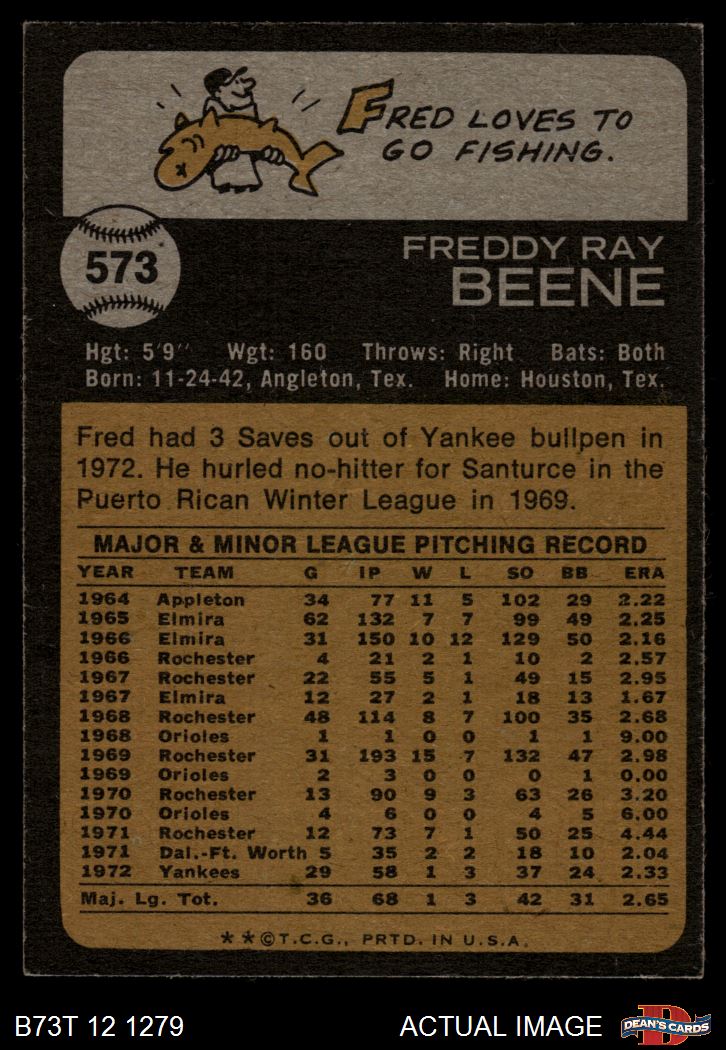 FRED LOVES TO
GO FISHING.
573
FREDDY RAY
BEENE
Hgt: 5'9" Wgt: 160 Throws: Right Bats: Both
Born: 11-24-42, Angleton, Tex. Home: Houston, Tex.
Fred had 3 Saves out of Yankee bullpen in
1972. He hurled no-hitter for Santurce in the
Puerto Rican Winter League in 1969.
MAJOR & MINOR LEAGUE PITCHING RECORD
YEAR TEAM G IP W L SO BB ERA
1964 Appleton 34 77 11 5 102 29 2.22
1965 Elmira 62 132 7 7 99 49 2.25
1966 Elmira 31 150 10 12 129 50 2.16
1966 Rochester 4 21 2 1 10 2 2.57
1967 Rochester 22 55 5 1 49 15 2.95
1967 Elmira 12 27 2 1 18 13 1.67
1968 Rochester 48 114 8 7 100 35 2.68
1968 Orioles 1 1 0 0 1 1 9.00
1969 Rochester 31 193 15 7 132 47 2.98
1969 Orioles 2 3 0 0 0 1 0.00
1970 Rochester 13 90 9 3 63 26 3.20
1970 Orioles 4 6 0 0 4 5 6.00
1971 Rochester 12 73 7 1 50 25 4.44
1971 Dal.-Ft. Worth 5 35 2 2 18 10 2.04
1972 Yankees 29 58 1 3 37 24 2.33
Maj. Lg. Tot. 36 68 1 3 42 31 2.65
* * © T.C.G., PRTD. IN U.S.A.
B73T 12 1279 ACTUAL IMAGE
D
DEAN'S CARDS